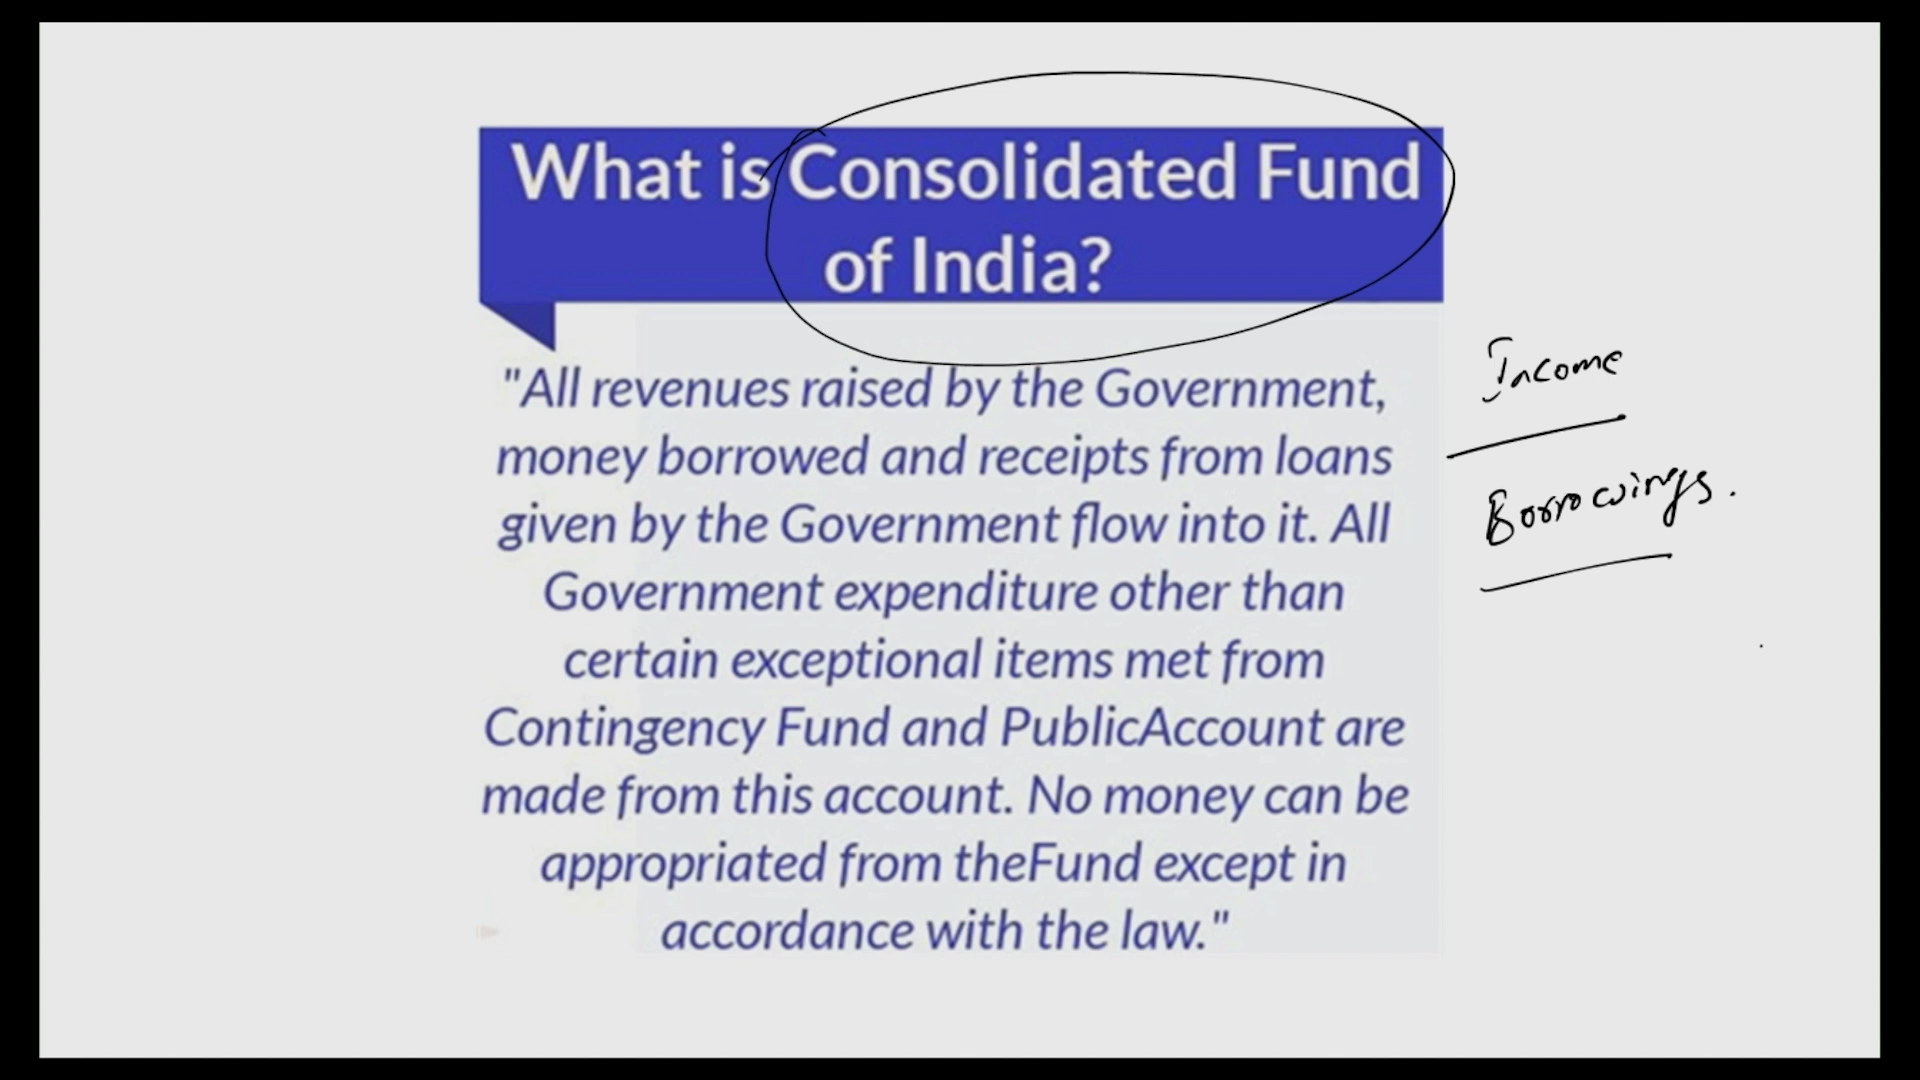 What is Consolidated Fund
of India?
"All revenues raised by the Government,
money borrowed and receipts from loans
given by the Government flow into it. All
Government expenditure other than
certain exceptional items met from
Contingency Fund and PublicAccount are
made from this account. No money can be
appropriated from theFund except in
accordance with the law."
Income
Borrowings.